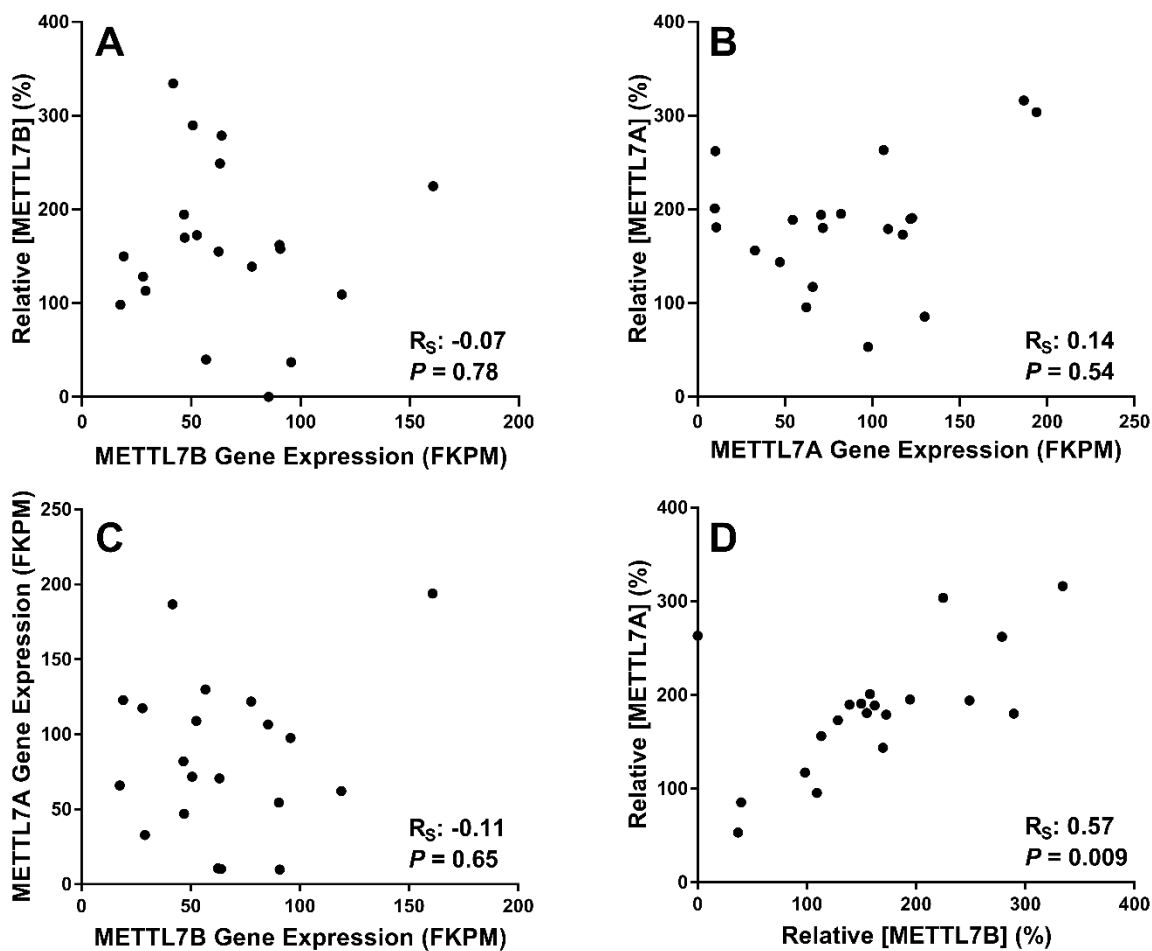 A
Relative [METTL7B] (%)
400
300
200
100
0
0 50 100 150 200
METTL7B Gene Expression (FKPM)
RS: -0.07
P = 0.78
B
Relative [METTL7A] (%)
400
300
200
100
0
0 50 100 150 200 250
METTL7A Gene Expression (FKPM)
RS: 0.14
P = 0.54
C
METTL7A Gene Expression (FKPM)
250
200
150
100
50
0
0 50 100 150 200
METTL7B Gene Expression (FKPM)
RS: -0.11
P = 0.65
D
Relative [METTL7A] (%)
400
300
200
100
0
0 100 200 300 400
Relative [METTL7B] (%)
RS: 0.57
P = 0.009